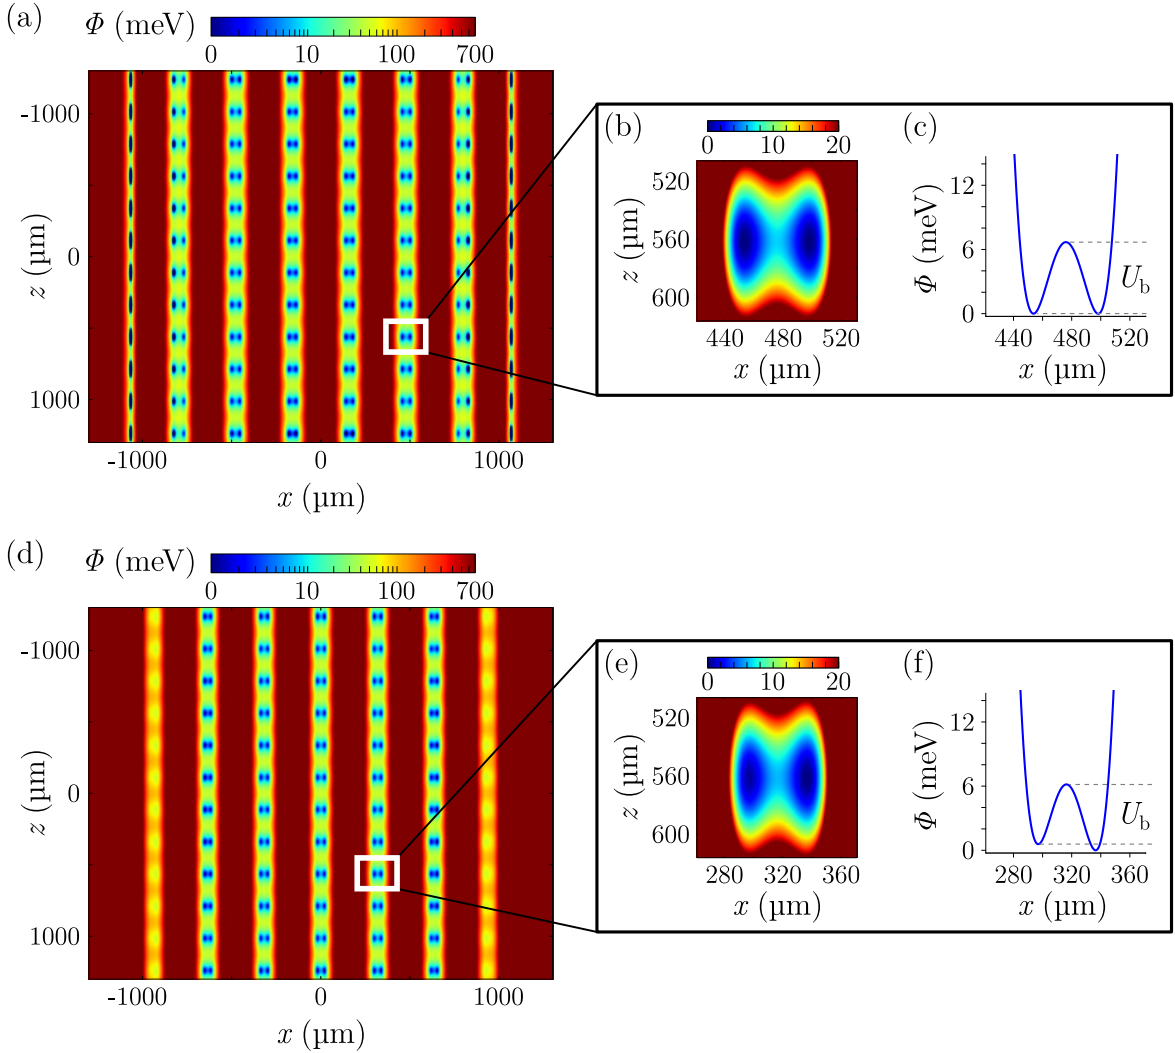 (a) Φ (meV)
0 10 100 700
-1000
0
1000
z (µm)
-1000 0 1000
x (µm)
(b)
0 10 20
520
560
600
z (µm)
440 480 520
x (µm)
(c)
12
6
0
Φ (meV)
U_b
440 480 520
x (µm)
(d) Φ (meV)
0 10 100 700
-1000
0
1000
z (µm)
-1000 0 1000
x (µm)
(e)
0 10 20
520
560
600
z (µm)
280 320 360
x (µm)
(f)
12
6
0
Φ (meV)
U_b
280 320 360
x (µm)